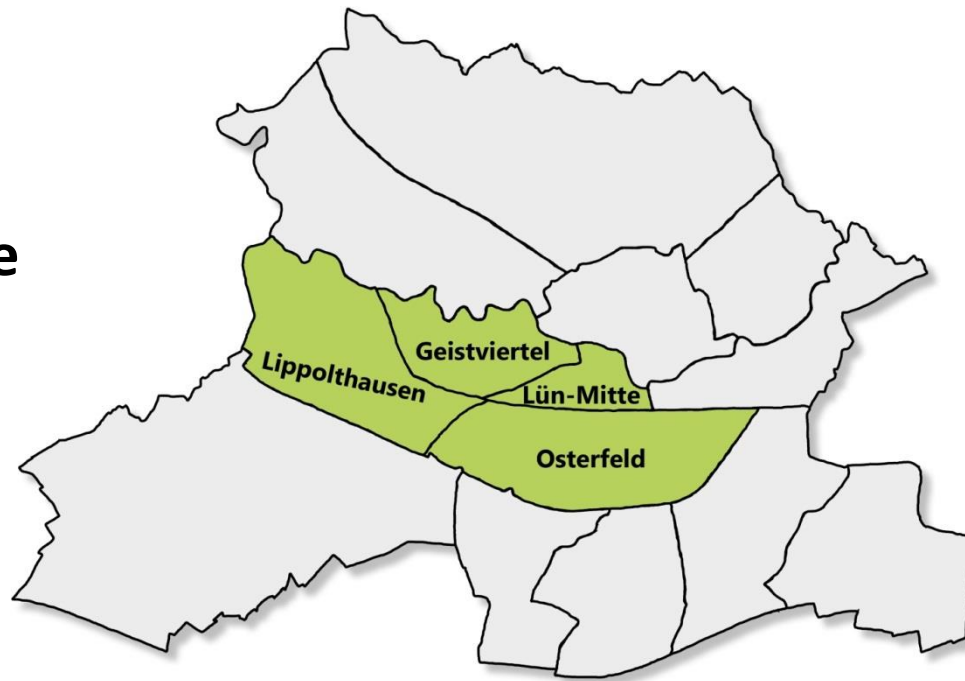 e
Geistviertel
Lippolthausen
Lün-Mitte
Osterfeld